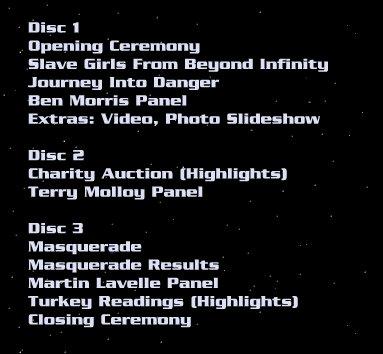 Disc 1
Opening Ceremony
Slave Girls From Beyond Infinity
Journey Into Danger
Ben Morris Panel
Extras: Video, Photo Slideshow
Disc 2
Charity Auction (Highlights)
Terry Molloy Panel
Disc 3
Masquerade
Masquerade Results
Martin Lavelle Panel
Turkey Readings (Highlights)
Closing Ceremony